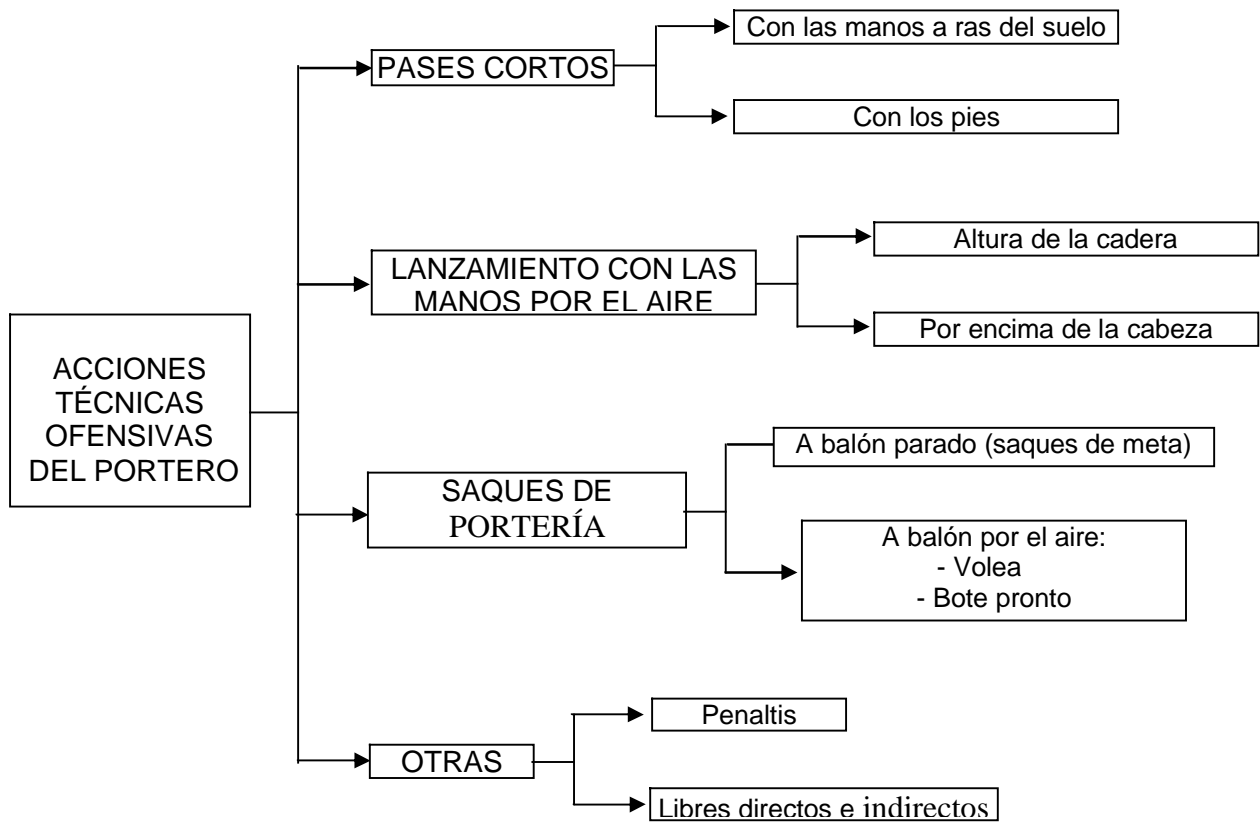 ACCIONES
TÉCNICAS
OFENSIVAS
DEL PORTERO
PASES CORTOS
Con las manos a ras del suelo
Con los pies
LANZAMIENTO CON LAS
MANOS POR EL AIRE
Altura de la cadera
Por encima de la cabeza
SAQUES DE
PORTERÍA
A balón parado (saques de meta)
A balón por el aire:
- Volea
- Bote pronto
OTRAS
Penaltis
Libres directos e indirectos